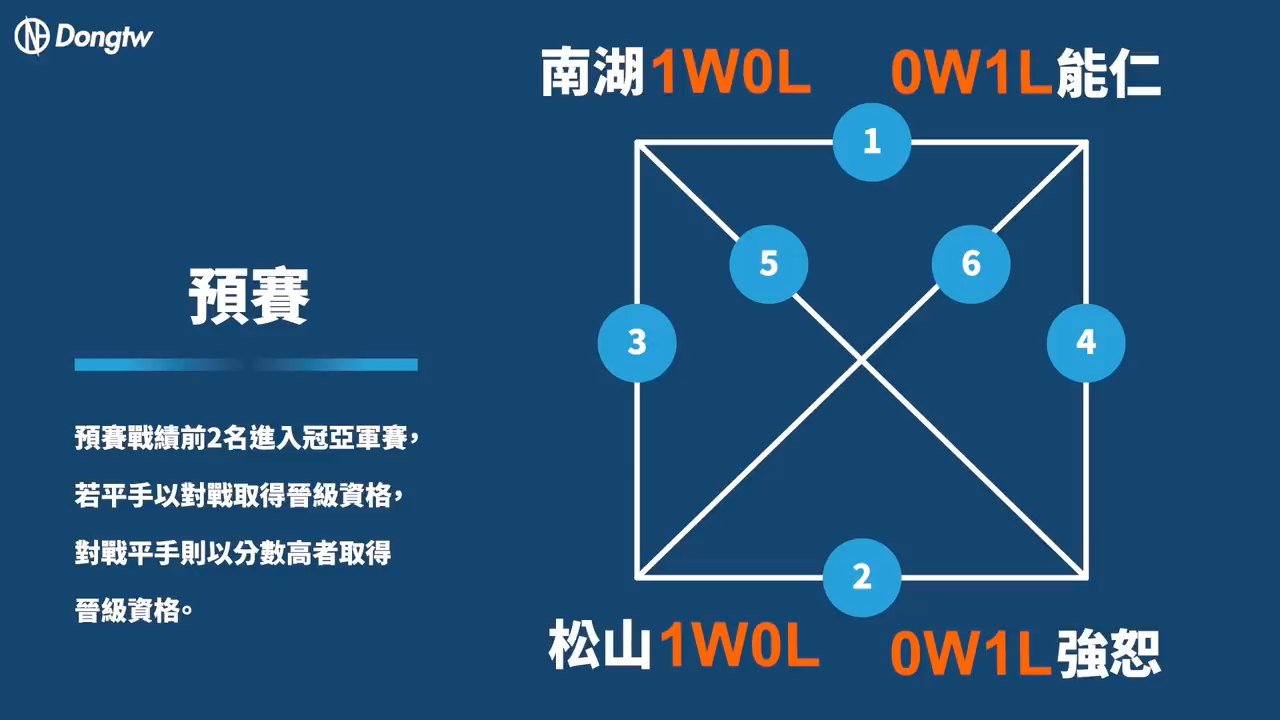 Dongtw
南湖1W0L
0W1L能仁
1
5
6
3
4
2
松山1W0L
0W1L強恕
預賽
預賽戰績前2名進入冠亞軍賽，
若平手以對戰取得晉級資格，
對戰平手則以分數高者取得
晉級資格。